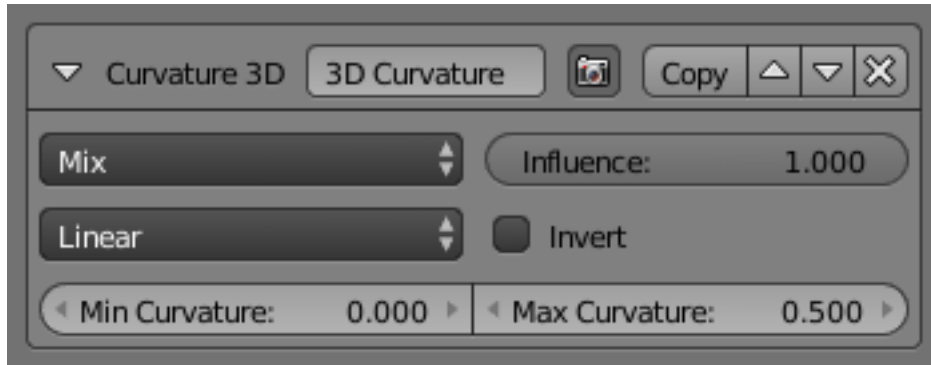 Curvature 3D 3D Curvature Copy
Mix Influence: 1.000
Linear Invert
Min Curvature: 0.000 Max Curvature: 0.500